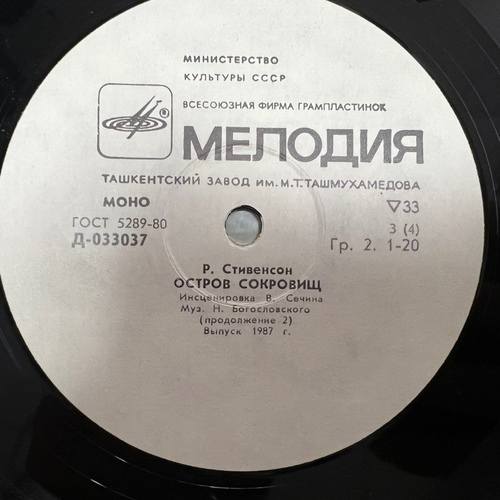 МИНИСТЕРСТВО
КУЛЬТУРЫ СССР
ВСЕСОЮЗНАЯ ФИРМА ГРАМПЛАСТИНОК
МЕЛОДИЯ
ТАШКЕНТСКИЙ ЗАВОД ИМ. М.Т. ТАШМУХАМЕДОВА
МОНО ▽33
ГОСТ 5289-80 3 (4)
Д-033037 Гр. 2. 1-20
Р. Стивенсон
ОСТРОВ СОКРОВИЩ
Инсценировка В. Сечина
Муз. Н. Богословского
(продолжение 2)
Выпуск 1987 г.